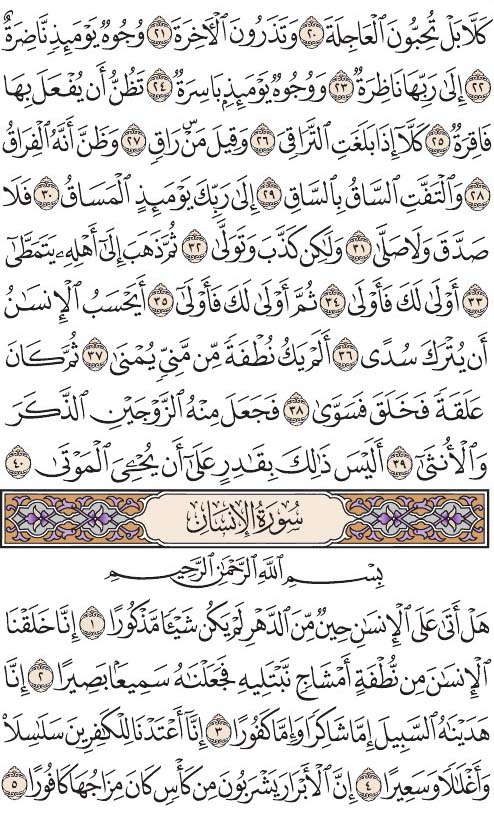 كَلَّا بَلْ تُحِبُّونَ ٱلْعَاجِلَةَ ٢٠ وَتَذَرُونَ ٱلْـَٔاخِرَةَ ٢١ وُجُوهٌ يَوْمَئِذٍ نَّاضِرَةٌ
٢٢ إِلَىٰ رَبِّهَا نَاظِرَةٌ ٢٣ وَوُجُوهٌ يَوْمَئِذٍۭ بَاسِرَةٌ ٢٤ تَظُنُّ أَن يُفْعَلَ بِهَا
فَاقِرَةٌ ٢٥ كَلَّآ إِذَا بَلَغَتِ ٱلتَّرَاقِىَ ٢٦ وَقِيلَ مَنْ ۜ رَاقٍ ٢٧ وَظَنَّ أَنَّهُ ٱلْفِرَاقُ
٢٨ وَٱلْتَفَّتِ ٱلسَّاقُ بِٱلسَّاقِ ٢٩ إِلَىٰ رَبِّكَ يَوْمَئِذٍ ٱلْمَسَاقُ ٣٠ فَلَا
صَدَّقَ وَلَا صَلَّىٰ ٣١ وَلَـٰكِن كَذَّبَ وَتَوَلَّىٰ ٣٢ ثُمَّ ذَهَبَ إِلَىٰٓ أَهْلِهِۦ يَتَمَطَّىٰٓ
٣٣ أَوْلَىٰ لَكَ فَأَوْلَىٰ ٣٤ ثُمَّ أَوْلَىٰ لَكَ فَأَوْلَىٰٓ ٣٥ أَيَحْسَبُ ٱلْإِنسَـٰنُ
أَن يُتْرَكَ سُدًى ٣٦ أَلَمْ يَكُ نُطْفَةً مِّن مَّنِىٍّ يُمْنَىٰ ٣٧ ثُمَّ كَانَ
عَلَقَةً فَخَلَقَ فَسَوَّىٰ ٣٨ فَجَعَلَ مِنْهُ ٱلزَّوْجَيْنِ ٱلذَّكَرَ
وَٱلْأُنثَىٰٓ ٣٩ أَلَيْسَ ذَٰلِكَ بِقَـٰدِرٍ عَلَىٰٓ أَن يُحْـِۧىَ ٱلْمَوْتَىٰ ٤٠
سُورَةُ الإِنسَانِ
بِسْمِ ٱللَّهِ ٱلرَّحْمَـٰنِ ٱلرَّحِيمِ
هَلْ أَتَىٰ عَلَى ٱلْإِنسَـٰنِ حِينٌ مِّنَ ٱلدَّهْرِ لَمْ يَكُن شَيْـًٔا مَّذْكُورًا ١ إِنَّا خَلَقْنَا
ٱلْإِنسَـٰنَ مِن نُّطْفَةٍ أَمْشَاجٍ نَّبْتَلِيهِ فَجَعَلْنَـٰهُ سَمِيعًۢا بَصِيرًا ٢ إِنَّا
هَدَيْنَـٰهُ ٱلسَّبِيلَ إِمَّا شَاكِرًا وَإِمَّا كَفُورًا ٣ إِنَّآ أَعْتَدْنَا لِلْكَـٰفِرِينَ سَلَـٰسِلَا۟
وَأَغْلَـٰلًا وَسَعِيرًا ٤ إِنَّ ٱلْأَبْرَارَ يَشْرَبُونَ مِن كَأْسٍ كَانَ مِزَاجُهَا كَافُورًا ٥